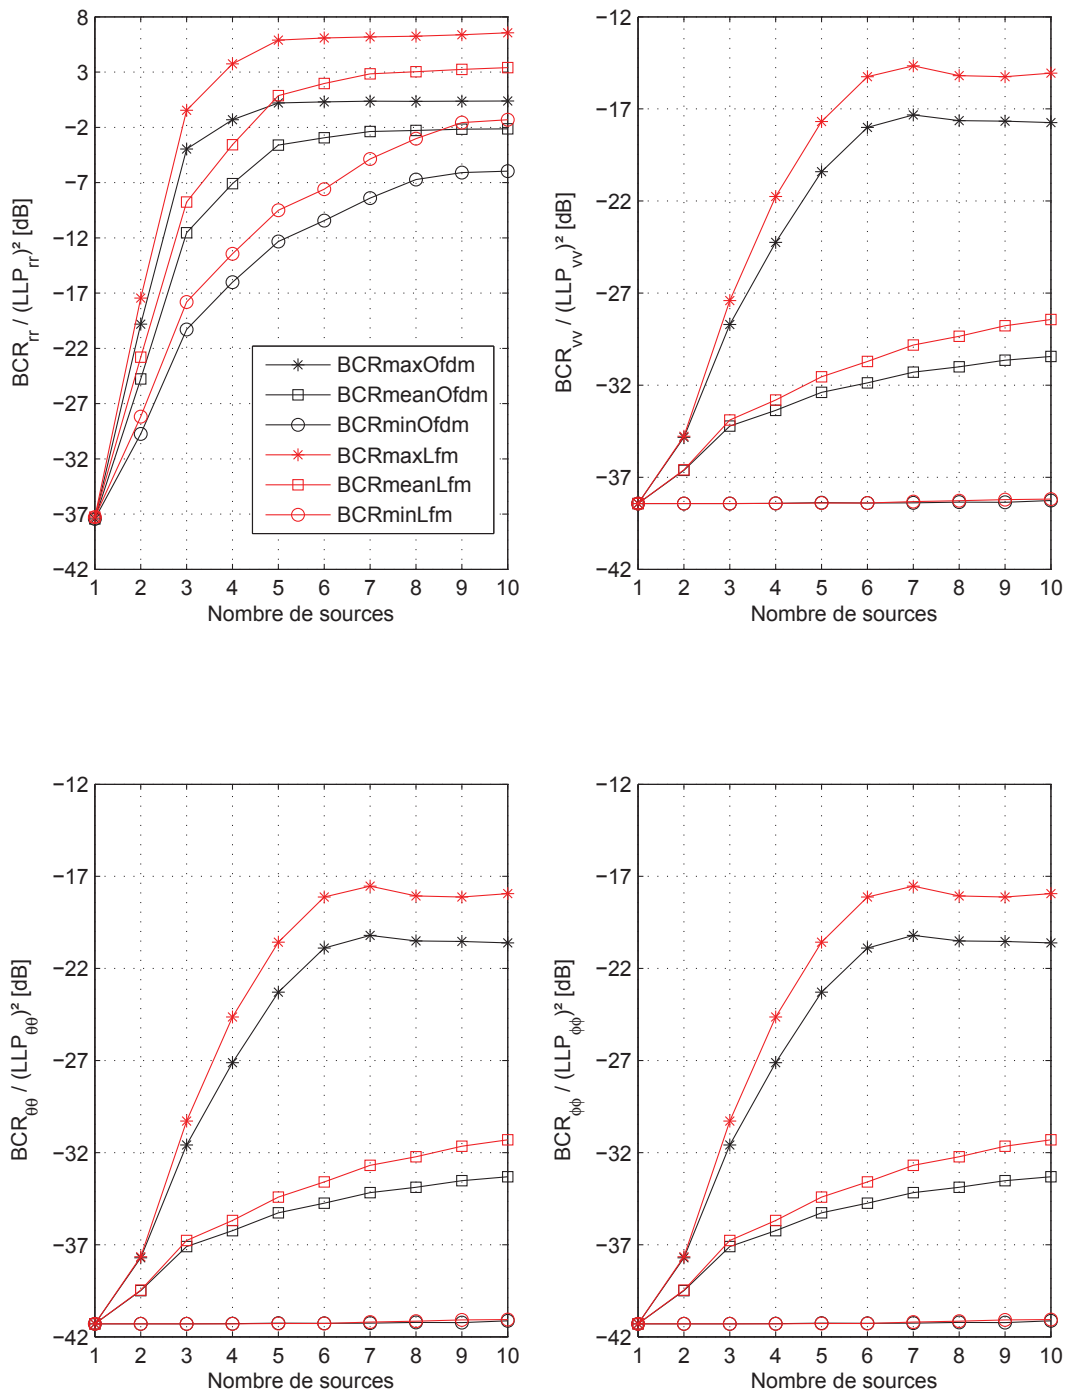 BCR_rr / (LLP_rr)² [dB]
8
3
−2
−7
−12
−17
−22
−27
−32
−37
−42
1 2 3 4 5 6 7 8 9 10
Nombre de sources
BCRmaxOfdm
BCRmeanOfdm
BCRminOfdm
BCRmaxLfm
BCRmeanLfm
BCRminLfm
BCR_vv / (LLP_vv)² [dB]
−12
−17
−22
−27
−32
−37
−42
1 2 3 4 5 6 7 8 9 10
Nombre de sources
BCR_θθ / (LLP_θθ)² [dB]
−12
−17
−22
−27
−32
−37
−42
1 2 3 4 5 6 7 8 9 10
Nombre de sources
BCR_ϕϕ / (LLP_ϕϕ)² [dB]
−12
−17
−22
−27
−32
−37
−42
1 2 3 4 5 6 7 8 9 10
Nombre de sources